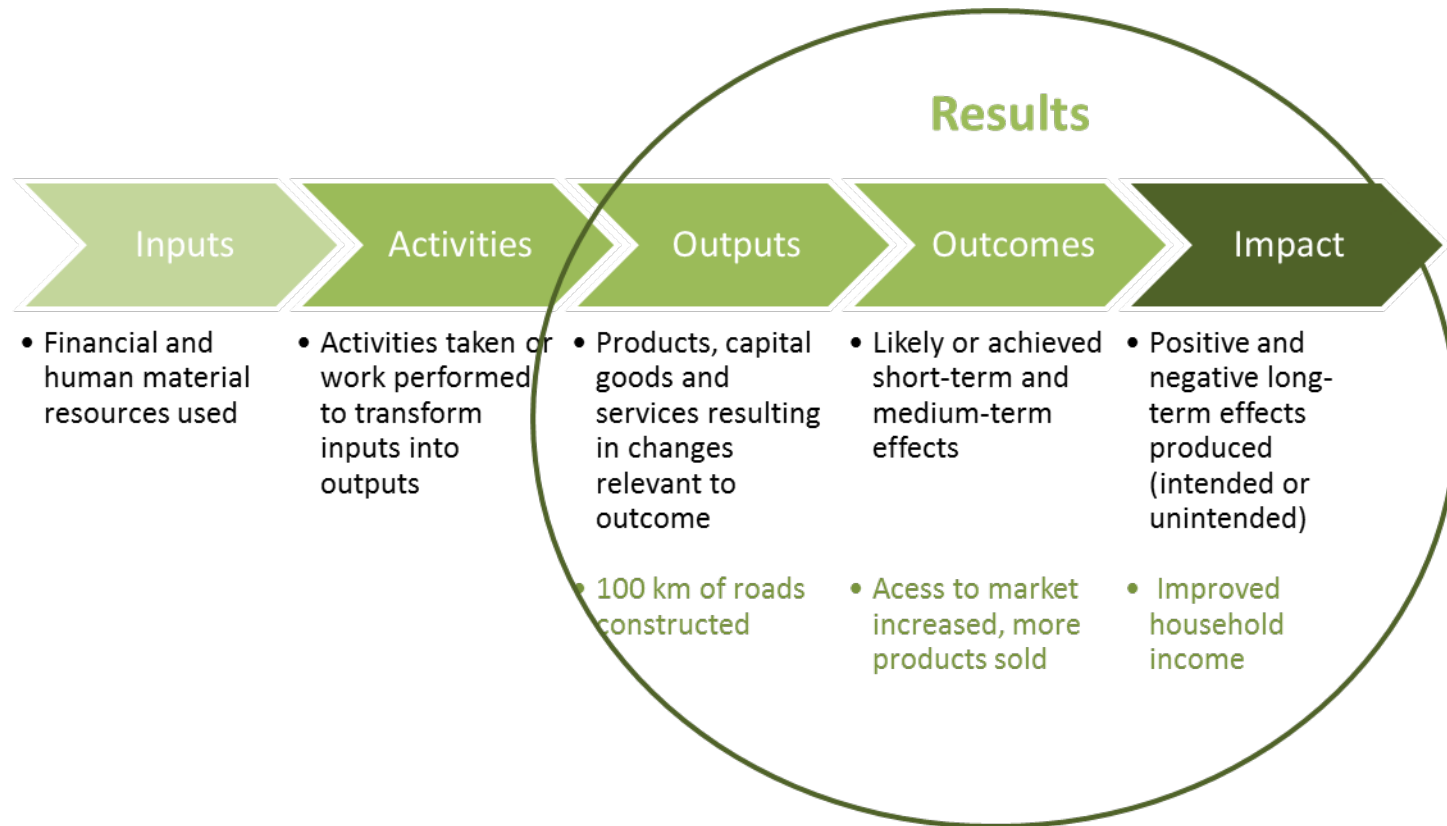 Results
Inputs
Activities
Outputs
Outcomes
Impact
• Financial and
human material
resources used
• Activities taken or
work performed
to transform
inputs into
outputs
• Products, capital
goods and
services resulting
in changes
relevant to
outcome
• 100 km of roads
constructed
• Likely or achieved
short-term and
medium-term
effects
• Acess to market
increased, more
products sold
• Positive and
negative long-
term effects
produced
(intended or
unintended)
• Improved
household
income